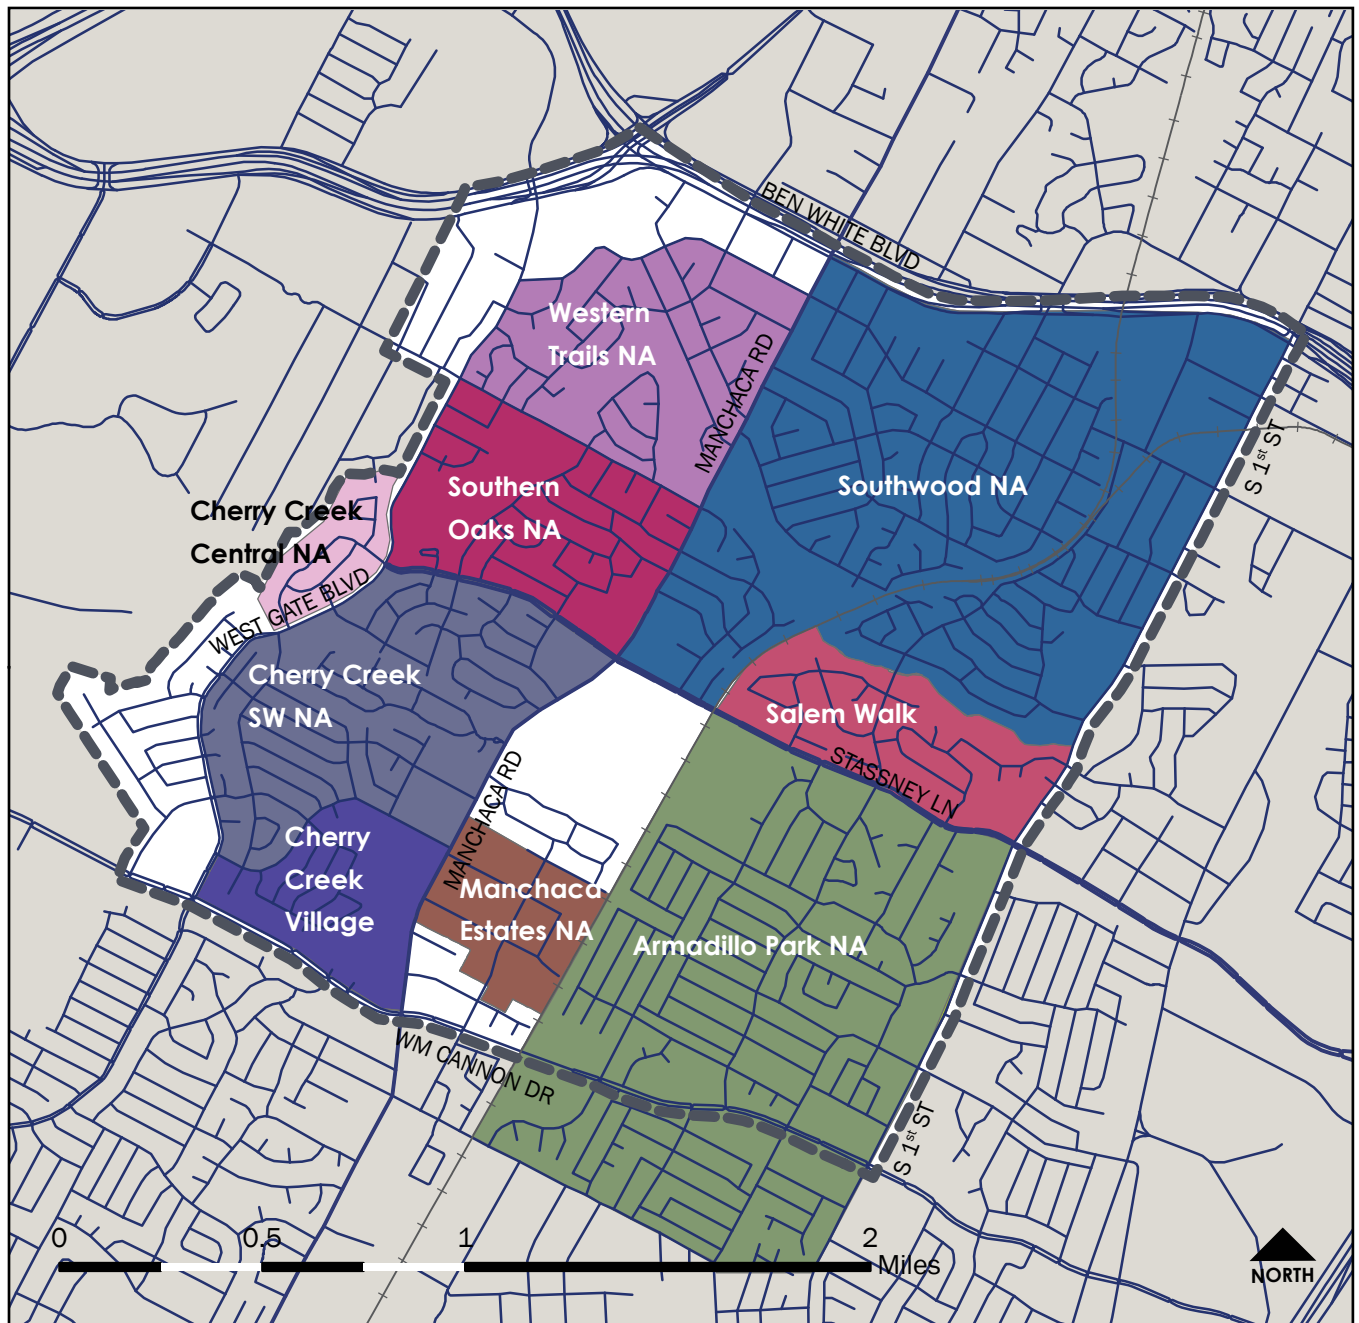 BEN WHITE BLVD
Western
Trails NA
MANCHACA RD
S 1st ST
Southern
Oaks NA
Southwood NA
Cherry Creek
Central NA
WEST GATE BLVD
Cherry Creek
SW NA
Salem Walk
STASSNEY LN
MANCHACA RD
Cherry
Creek
Village
Manchaca
Estates NA
Armadillo Park NA
WM CANNON DR
S 1st ST
0 0.5 1 2
Miles
NORTH